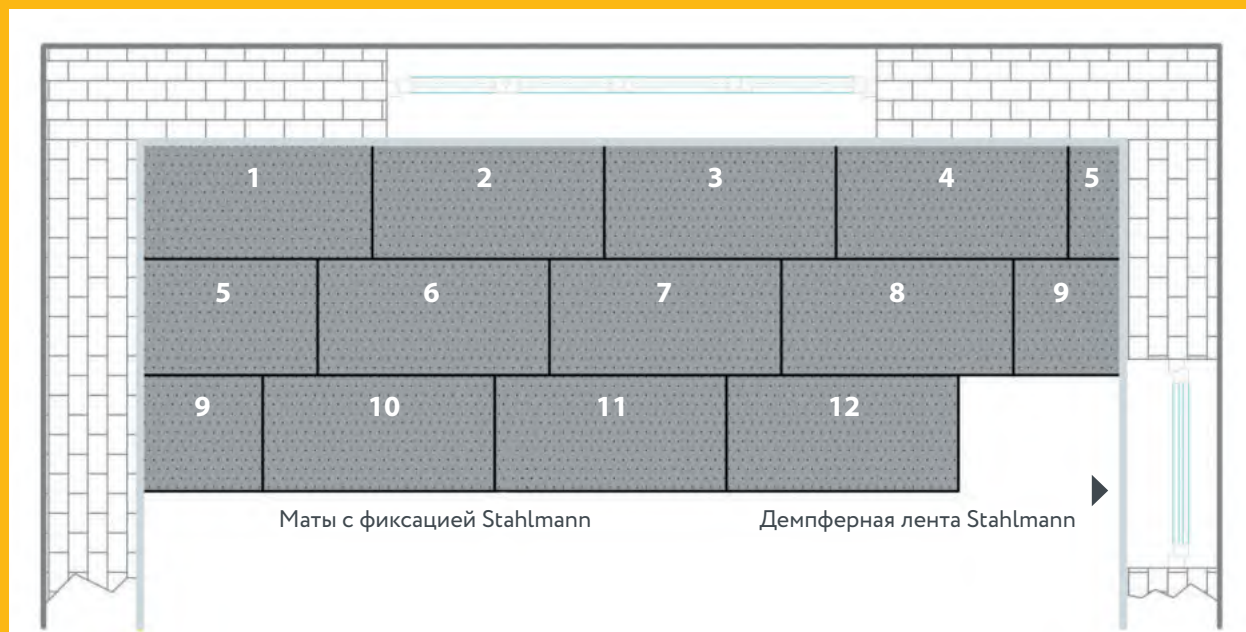 1 2 3 4 5
5 6 7 8 9
9 10 11 12
Маты с фиксацией Stahlmann
Демпферная лента Stahlmann